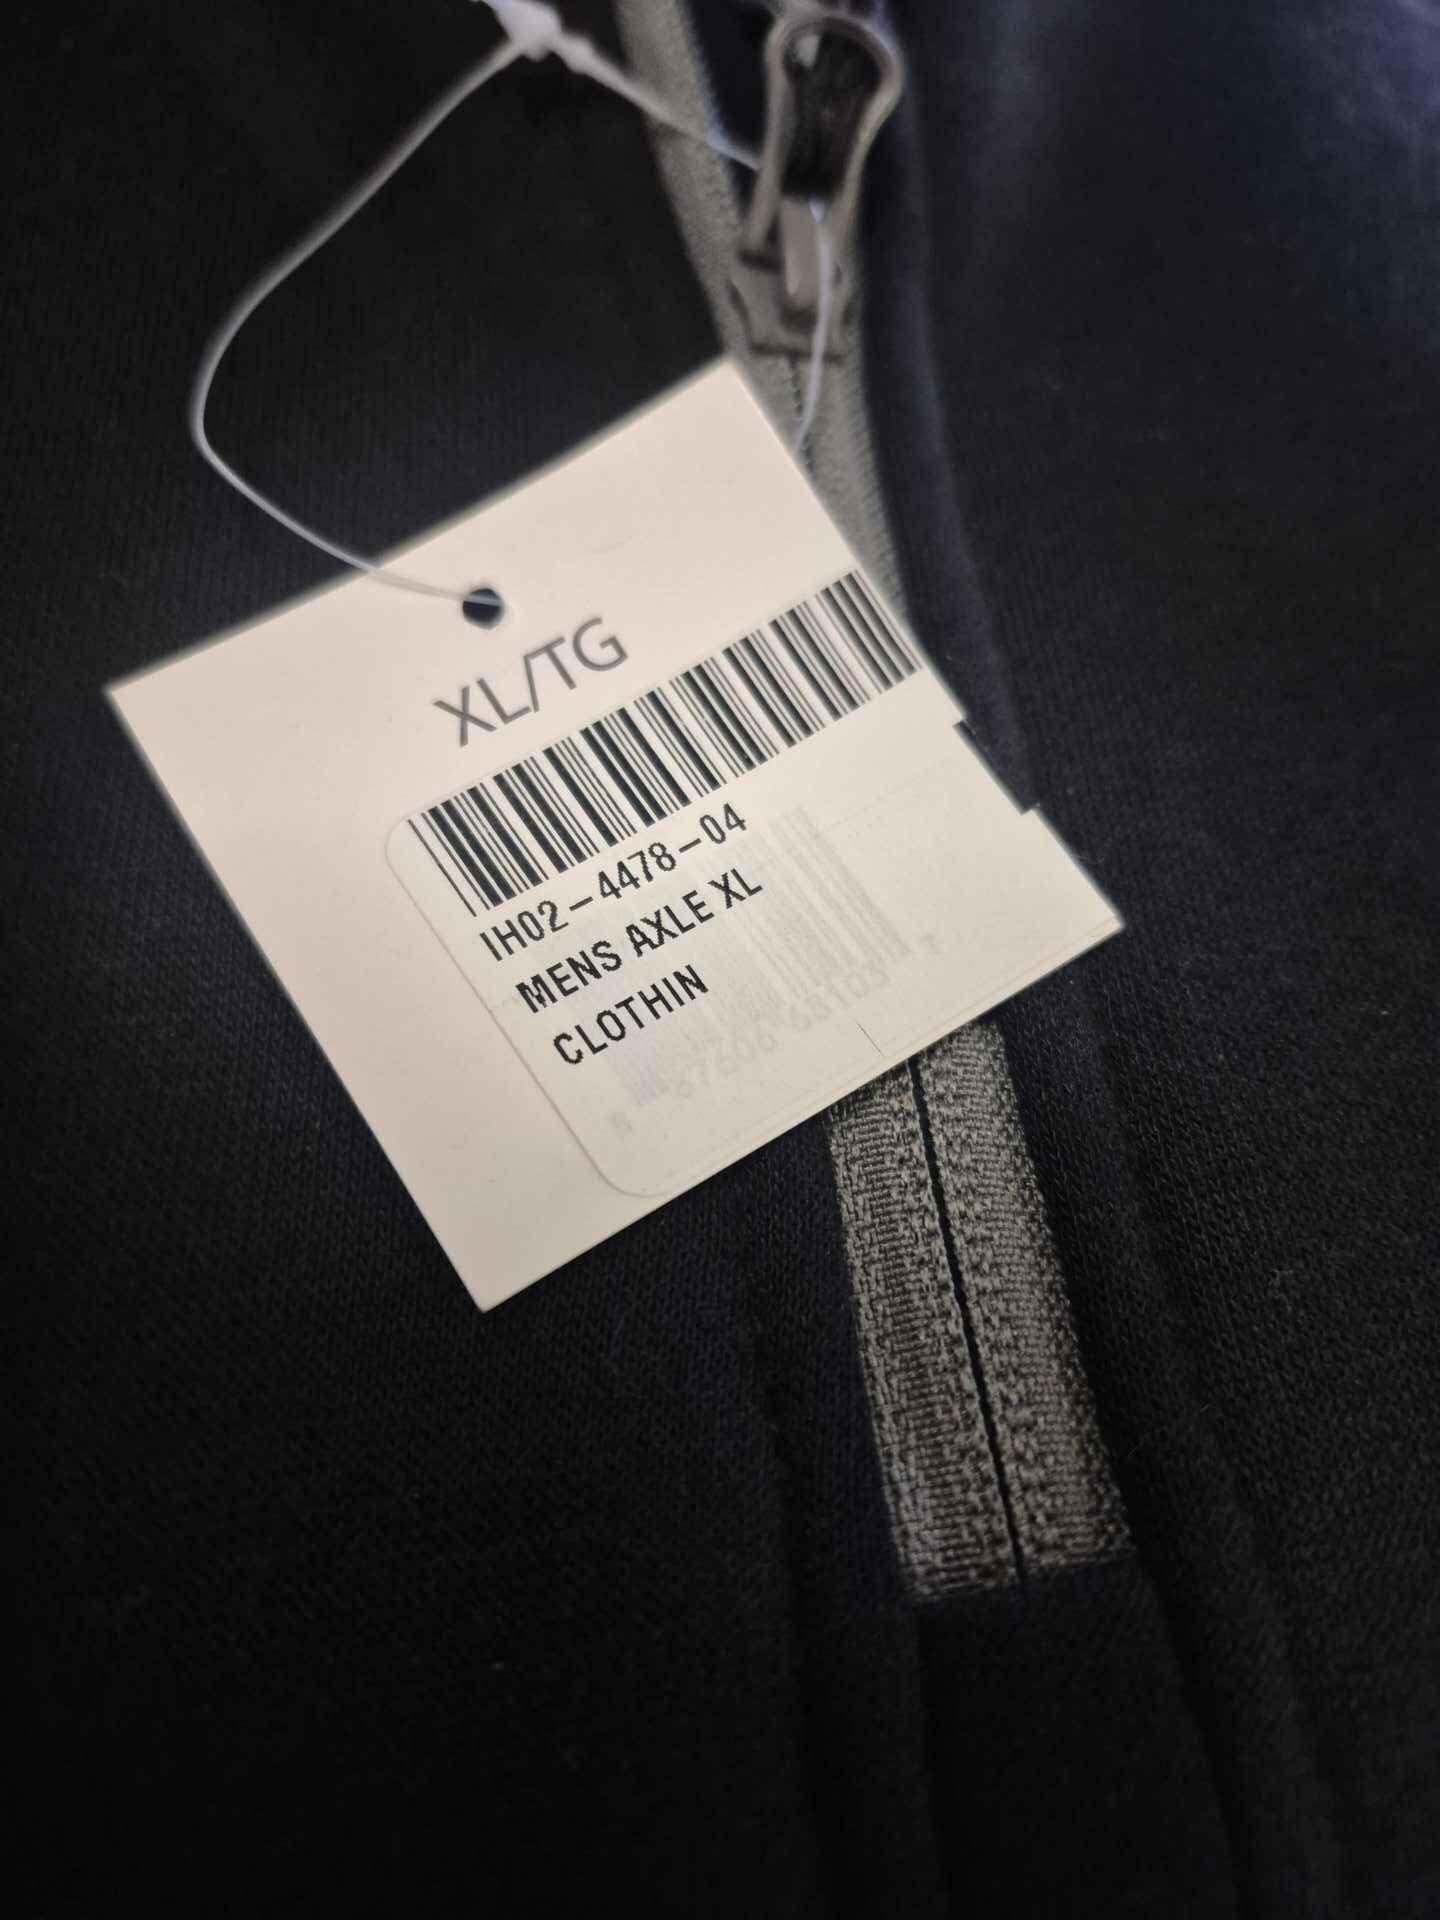 XL/TG
IH02-4478-04
MENS AXLE XL
CLOTHIN